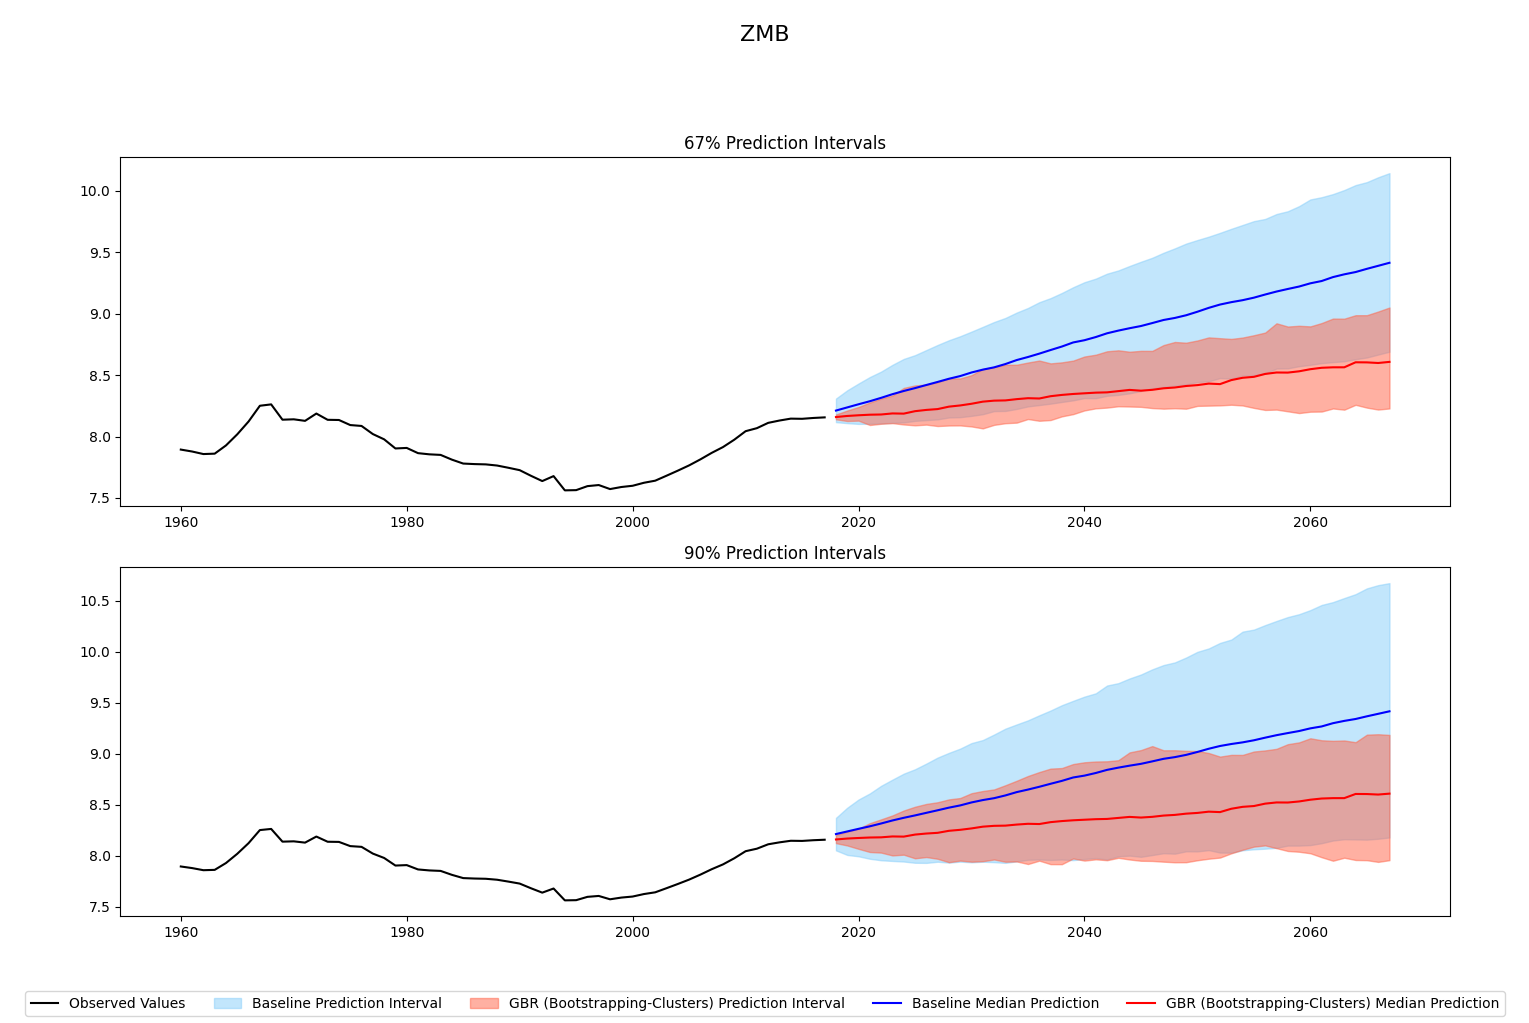 ZMB
67% Prediction Intervals
10.0
9.5
9.0
8.5
8.0
7.5
1960 1980 2000 2020 2040 2060
90% Prediction Intervals
10.5
10.0
9.5
9.0
8.5
8.0
7.5
1960 1980 2000 2020 2040 2060
Observed Values Baseline Prediction Interval GBR (Bootstrapping-Clusters) Prediction Interval Baseline Median Prediction GBR (Bootstrapping-Clusters) Median Prediction